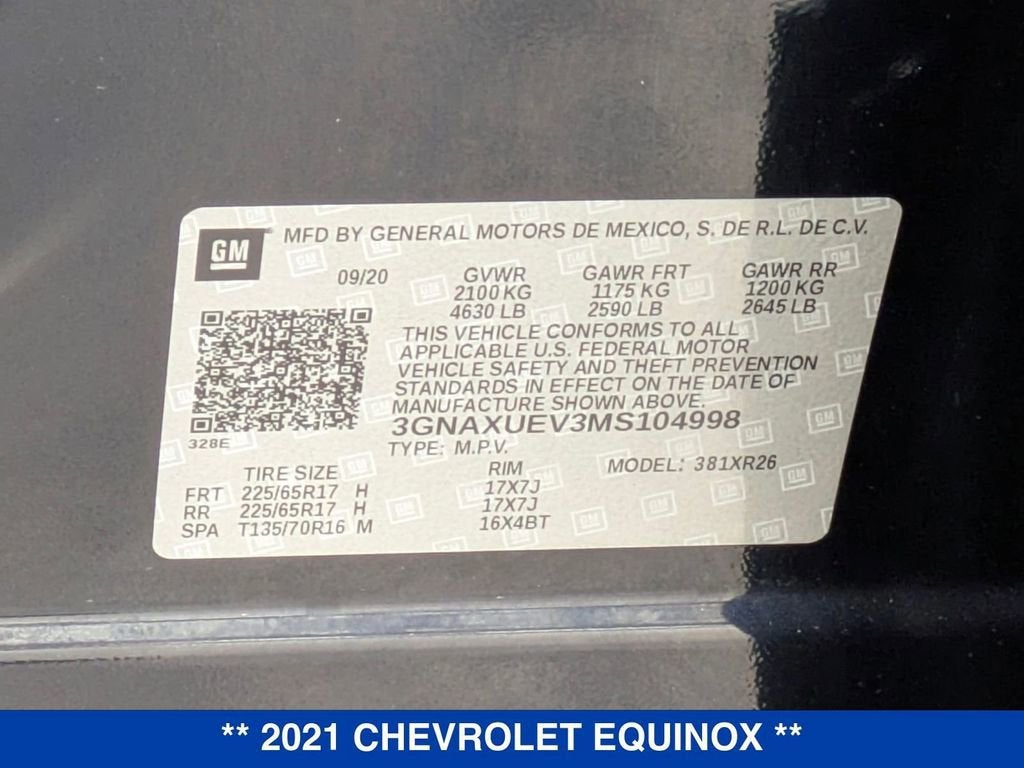 GM MFD BY GENERAL MOTORS DE MEXICO, S. DE R.L. DE C.V.
09/20 GVWR GAWR FRT GAWR RR
2100 KG 1175 KG 1200 KG
4630 LB 2590 LB 2645 LB
THIS VEHICLE CONFORMS TO ALL
APPLICABLE U.S. FEDERAL MOTOR
VEHICLE SAFETY AND THEFT PREVENTION
STANDARDS IN EFFECT ON THE DATE OF
MANUFACTURE SHOWN ABOVE.
3GNAXUEV3MS104998
328E
TYPE: M.P.V.
TIRE SIZE RIM MODEL: 381XR26
FRT 225/65R17 H 17X7J
RR 225/65R17 H 17X7J
SPA T135/70R16 M 16X4BT
** 2021 CHEVROLET EQUINOX **